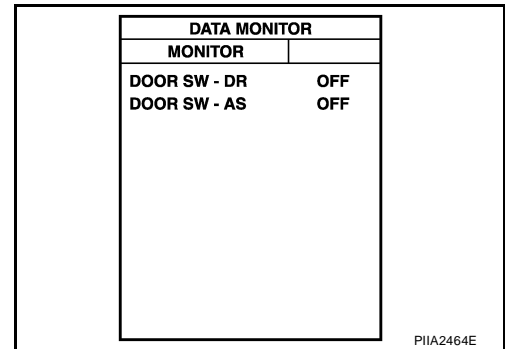 DATA MONITOR
MONITOR
DOOR SW - DR OFF
DOOR SW - AS OFF
PIIA2464E